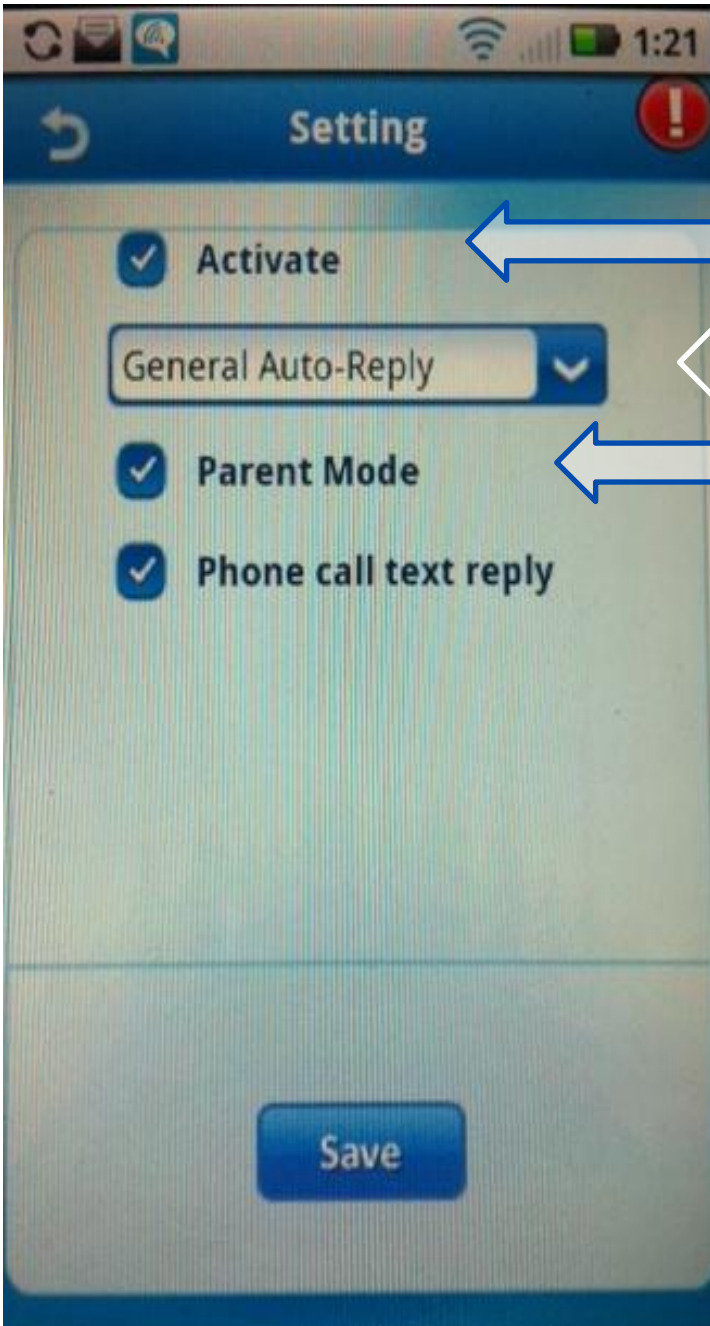 1:21
Setting
!
Activate
General Auto-Reply
Parent Mode
Phone call text reply
Save